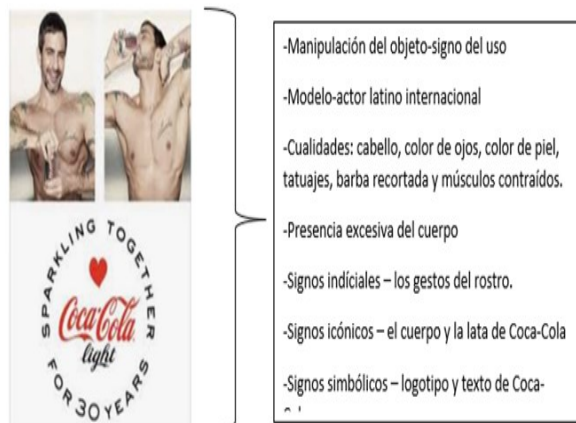 -Manipulación del objeto-signo del uso
-Modelo-actor latino internacional
-Cualidades: cabello, color de ojos, color de piel,
tatuajes, barba recortada y músculos contraídos.
-Presencia excesiva del cuerpo
-Signos indíciales – los gestos del rostro.
-Signos icónicos – el cuerpo y la lata de Coca-Cola
-Signos simbólicos – logotipo y texto de Coca-
SPARKLING TOGETHER
Coca-Cola
light
FOR 30 YEARS